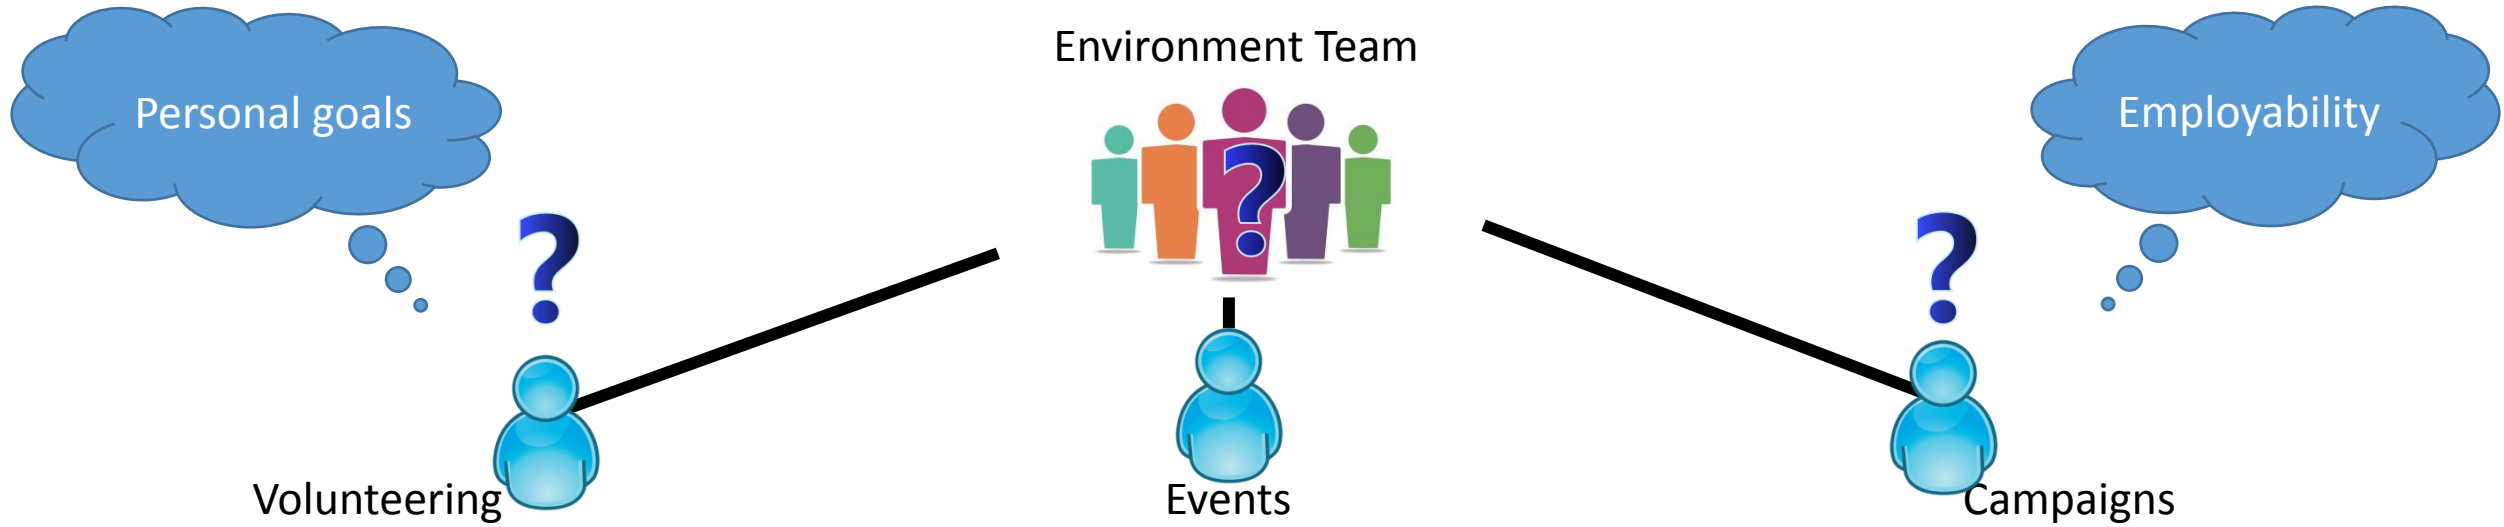 Environment Team
Personal goals
Employability
?
?
?
Volunteering
Events
Campaigns